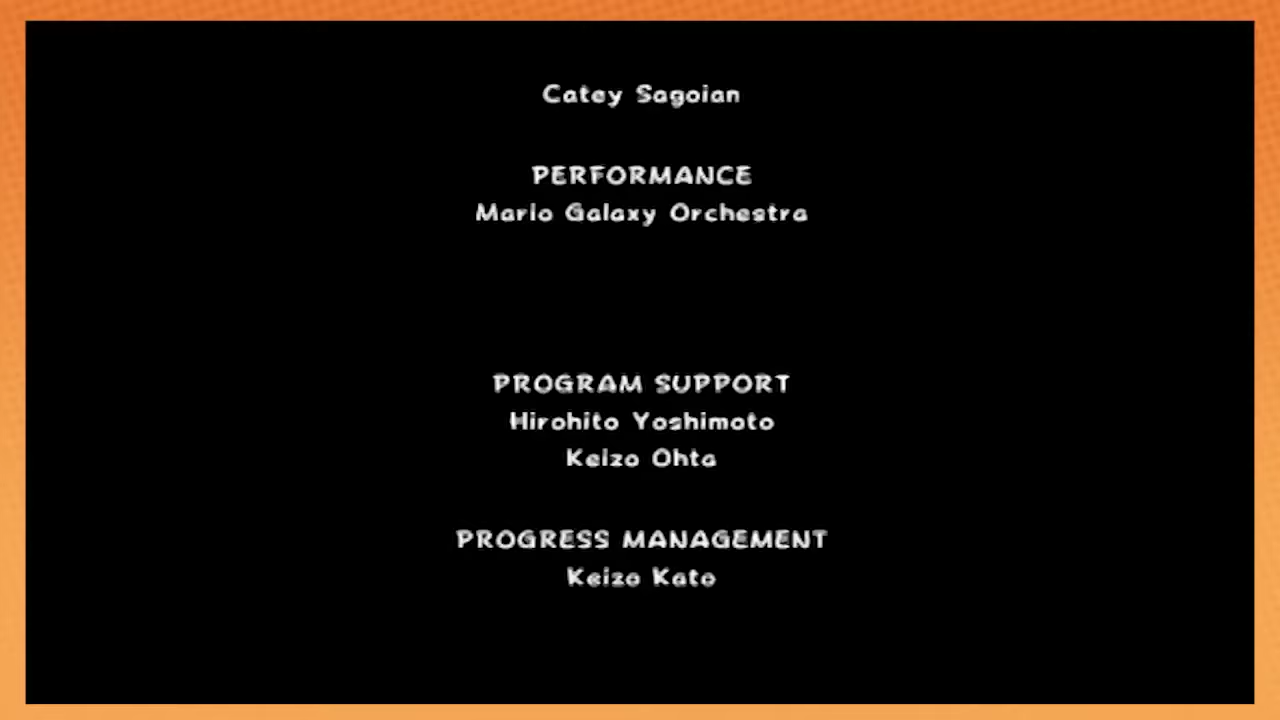 Catey Sagoian
PERFORMANCE
Mario Galaxy Orchestra
PROGRAM SUPPORT
Hirohito Yoshimoto
Keizo Ohta
PROGRESS MANAGEMENT
Keizo Kato